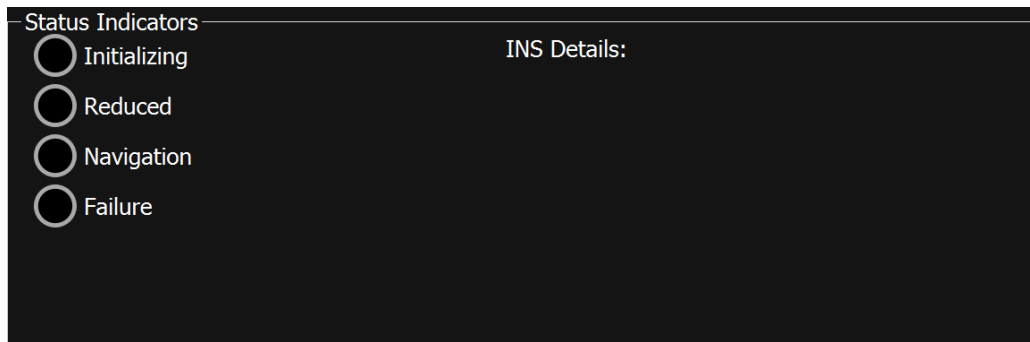 Status Indicators
Initializing
INS Details:
Reduced
Navigation
Failure